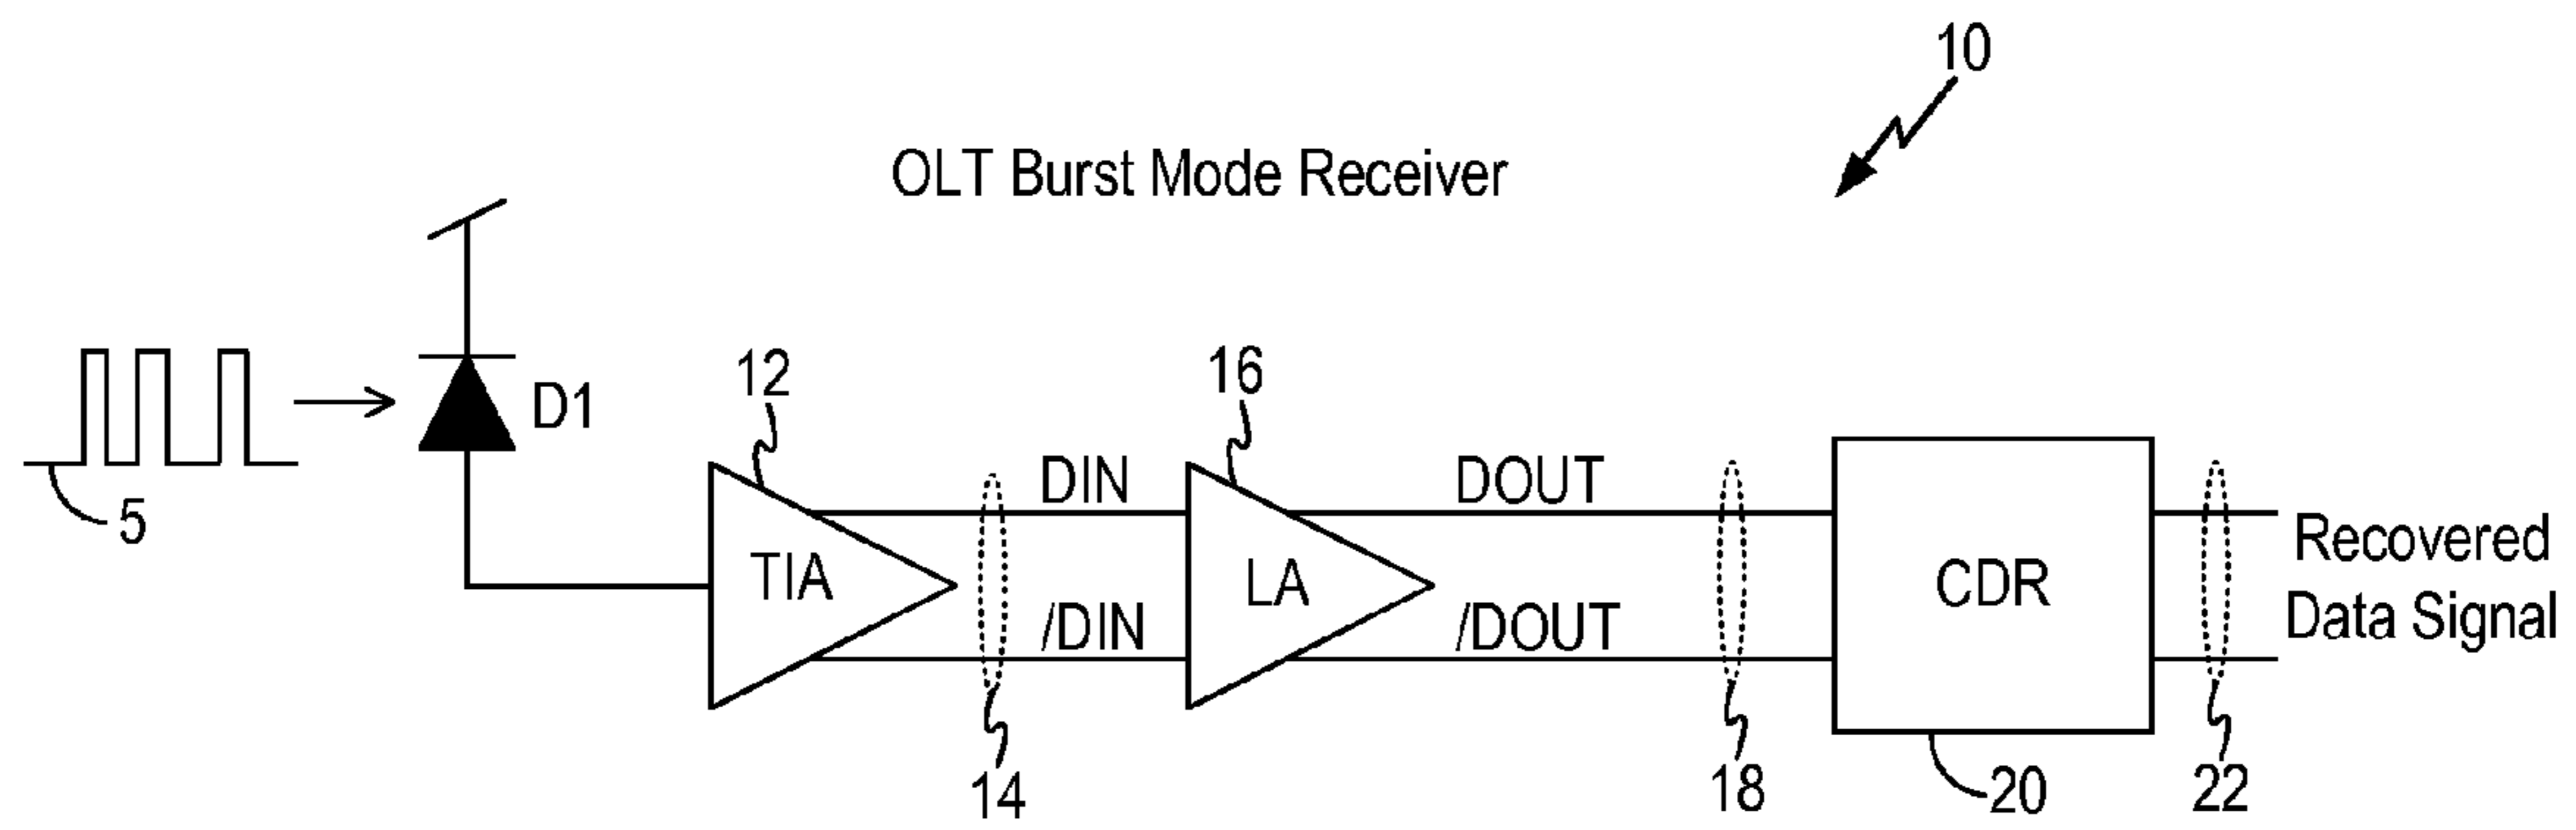 10
OLT Burst Mode Receiver
5
D1
12
TIA
DIN
/DIN
14
16
LA
DOUT
/DOUT
18
CDR
20
22
Recovered
Data Signal